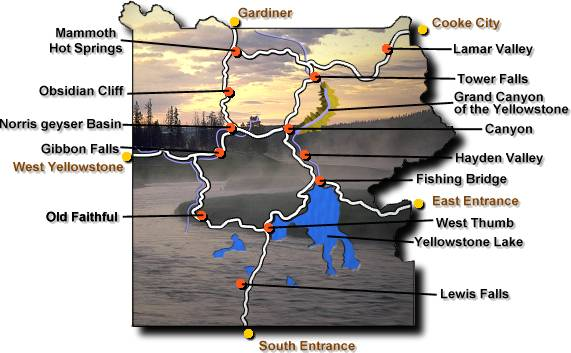 Gardiner
Cooke City
Mammoth
Hot Springs
Lamar Valley
Tower Falls
Obsidian Cliff
Grand Canyon
of the Yellowstone
Norris geyser Basin
Canyon
Gibbon Falls
Hayden Valley
West Yellowstone
Fishing Bridge
East Entrance
Old Faithful
West Thumb
Yellowstone Lake
Lewis Falls
South Entrance